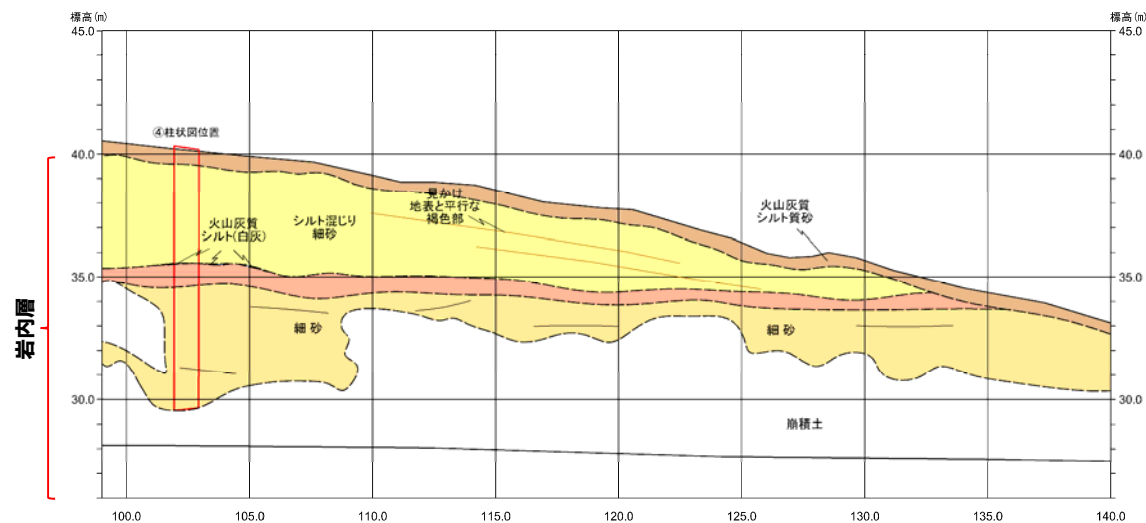 標高(m)
標高(m)
45.0
45.0
④柱状図位置
40.0
40.0
見かけ
地表と平行な
褐色部
火山灰質
シルト質砂
火山灰質
シルト(白灰)
シルト混じり
細砂
35.0
35.0
岩内層
細 砂
細 砂
30.0
30.0
崩積土
100.0
105.0
110.0
115.0
120.0
125.0
130.0
135.0
140.0